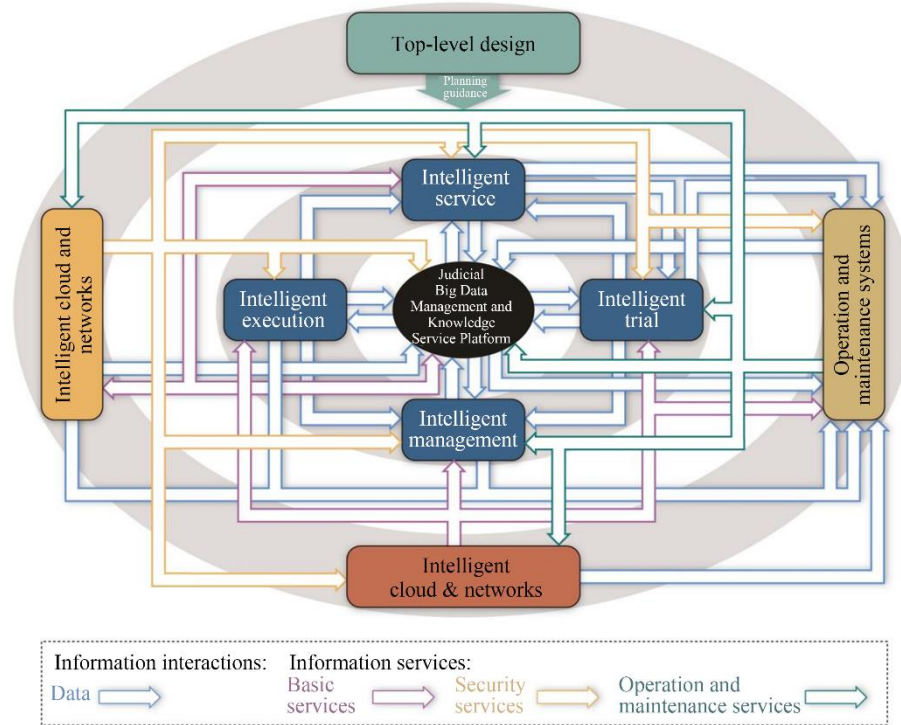 Top-level design
Planning
guidance
Intelligent
service
Intelligent cloud and
networks
Intelligent
execution
Judicial
Big Data
Management and
Knowledge
Service Platform
Intelligent
trial
Operation and
maintenance systems
Intelligent
management
Intelligent
cloud & networks
Information interactions:
Information services:
Data
Basic
services
Security
services
Operation and
maintenance services